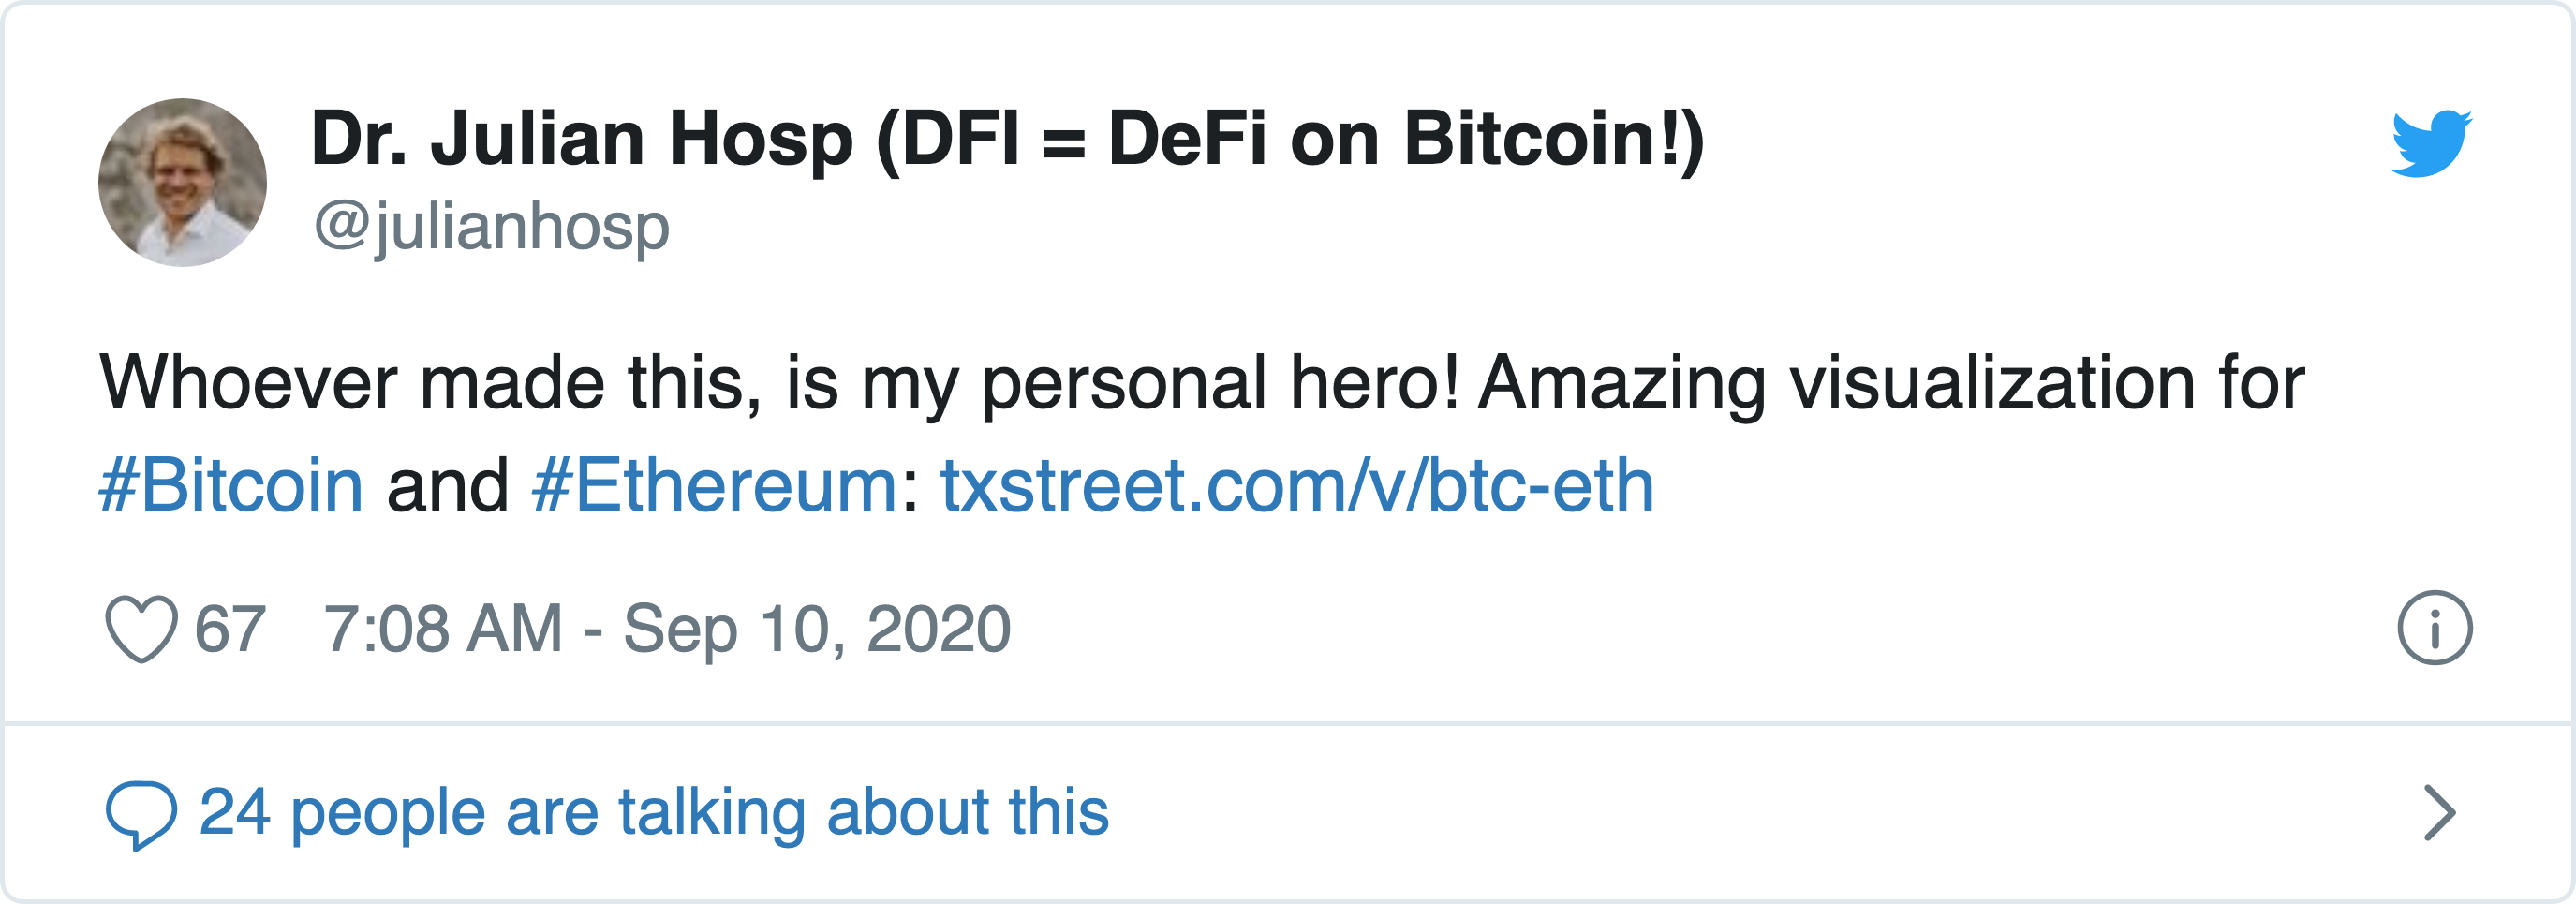 Dr. Julian Hosp (DFI = DeFi on Bitcoin!)
@julianhosp
Whoever made this, is my personal hero! Amazing visualization for
#Bitcoin and #Ethereum: txstreet.com/v/btc-eth
67 7:08 AM - Sep 10, 2020
24 people are talking about this